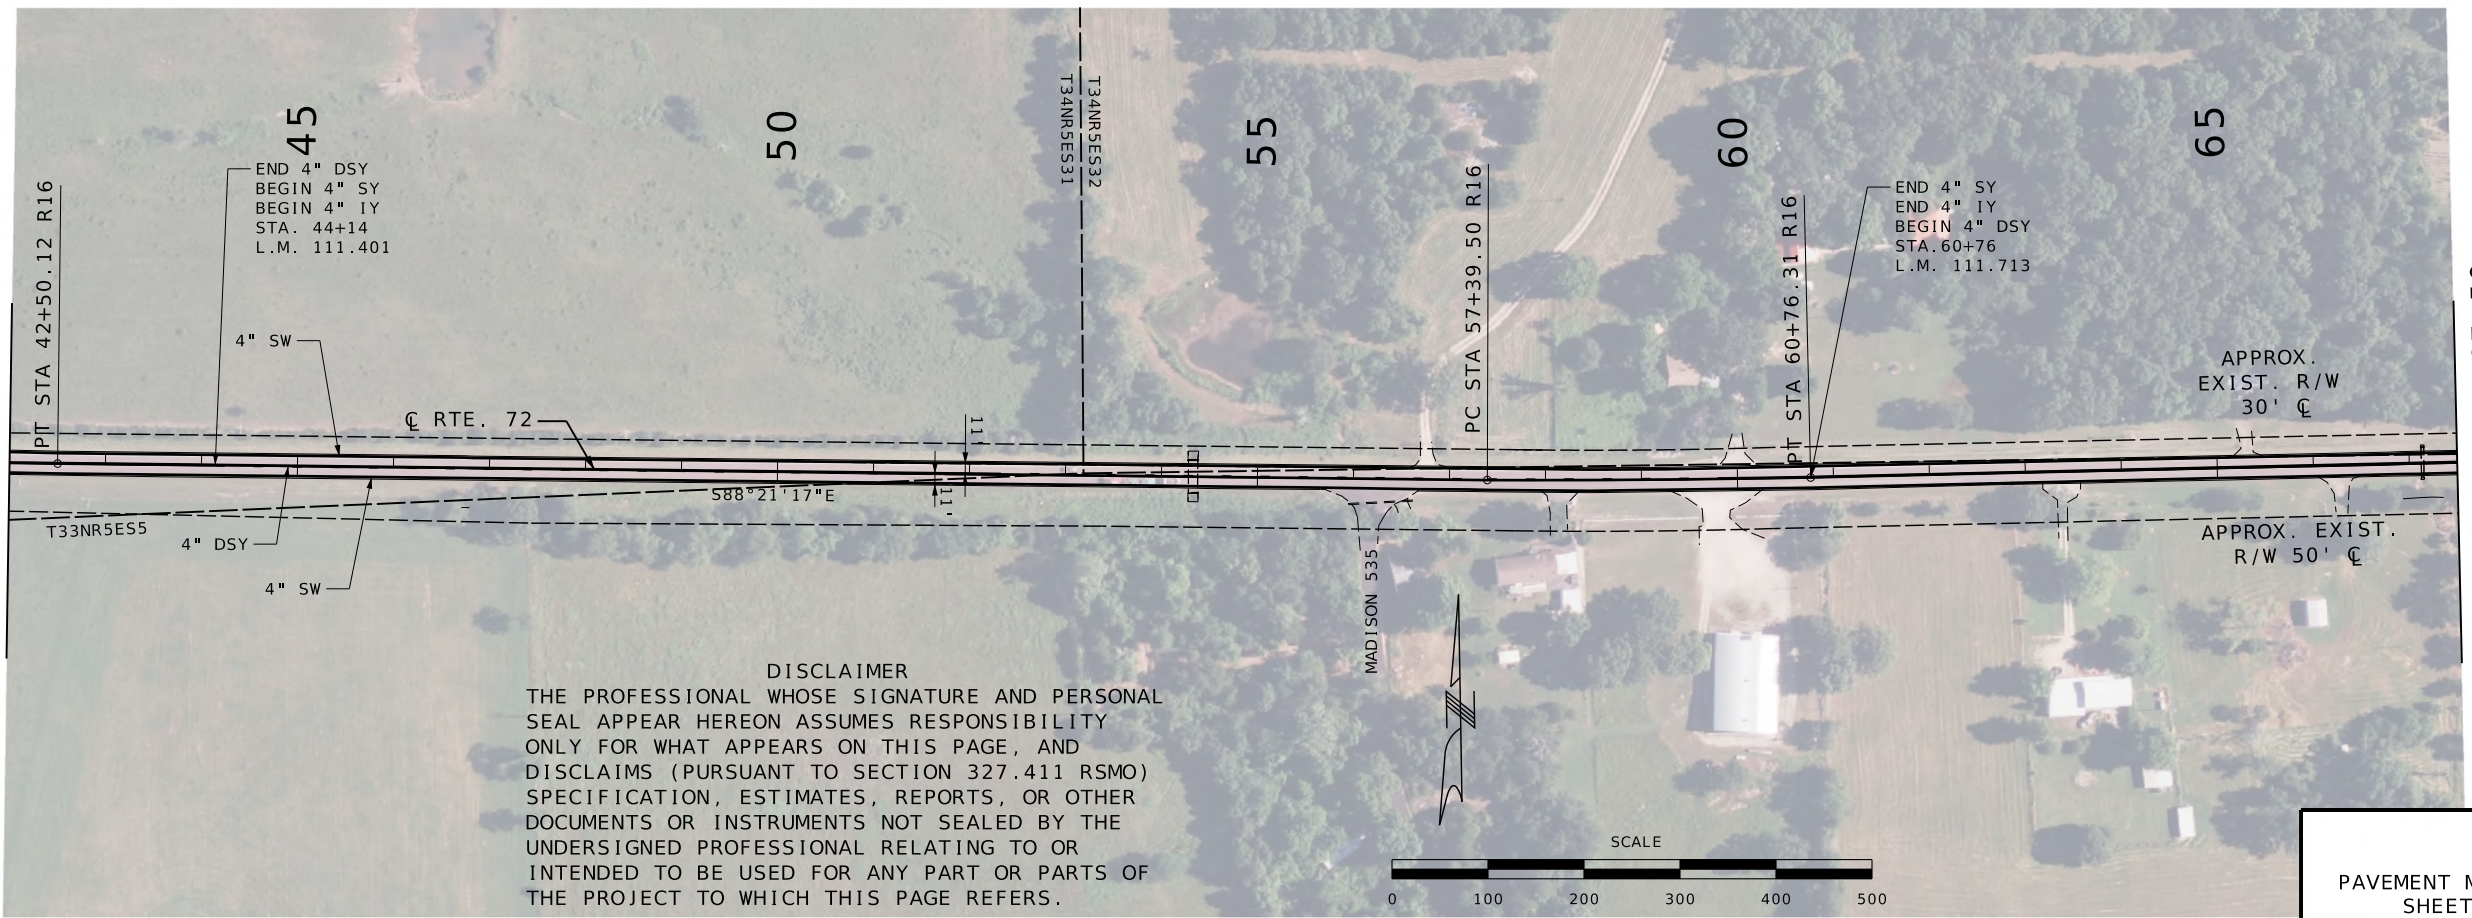 45
50
55
60
65
T34NR5ES31
T34NR5ES32
PT STA 42+50.12 R16
END 4" DSY
BEGIN 4" SY
BEGIN 4" IY
STA. 44+14
L.M. 111.401
PC STA 57+39.50 R16
PT STA 60+76.31 R16
END 4" SY
END 4" IY
BEGIN 4" DSY
STA.60+76
L.M. 111.713
4" SW
℄ RTE. 72
11'
11'
S88°21'17"E
APPROX.
EXIST. R/W
30' ℄
T33NR5ES5
4" DSY
4" SW
MADISON 535
APPROX. EXIST.
R/W 50' ℄
DISCLAIMER
THE PROFESSIONAL WHOSE SIGNATURE AND PERSONAL
SEAL APPEAR HEREON ASSUMES RESPONSIBILITY
ONLY FOR WHAT APPEARS ON THIS PAGE, AND
DISCLAIMS (PURSUANT TO SECTION 327.411 RSMO)
SPECIFICATION, ESTIMATES, REPORTS, OR OTHER
DOCUMENTS OR INSTRUMENTS NOT SEALED BY THE
UNDERSIGNED PROFESSIONAL RELATING TO OR
INTENDED TO BE USED FOR ANY PART OR PARTS OF
THE PROJECT TO WHICH THIS PAGE REFERS.
N
SCALE
0 100 200 300 400 500
PAVEMENT
SHEET